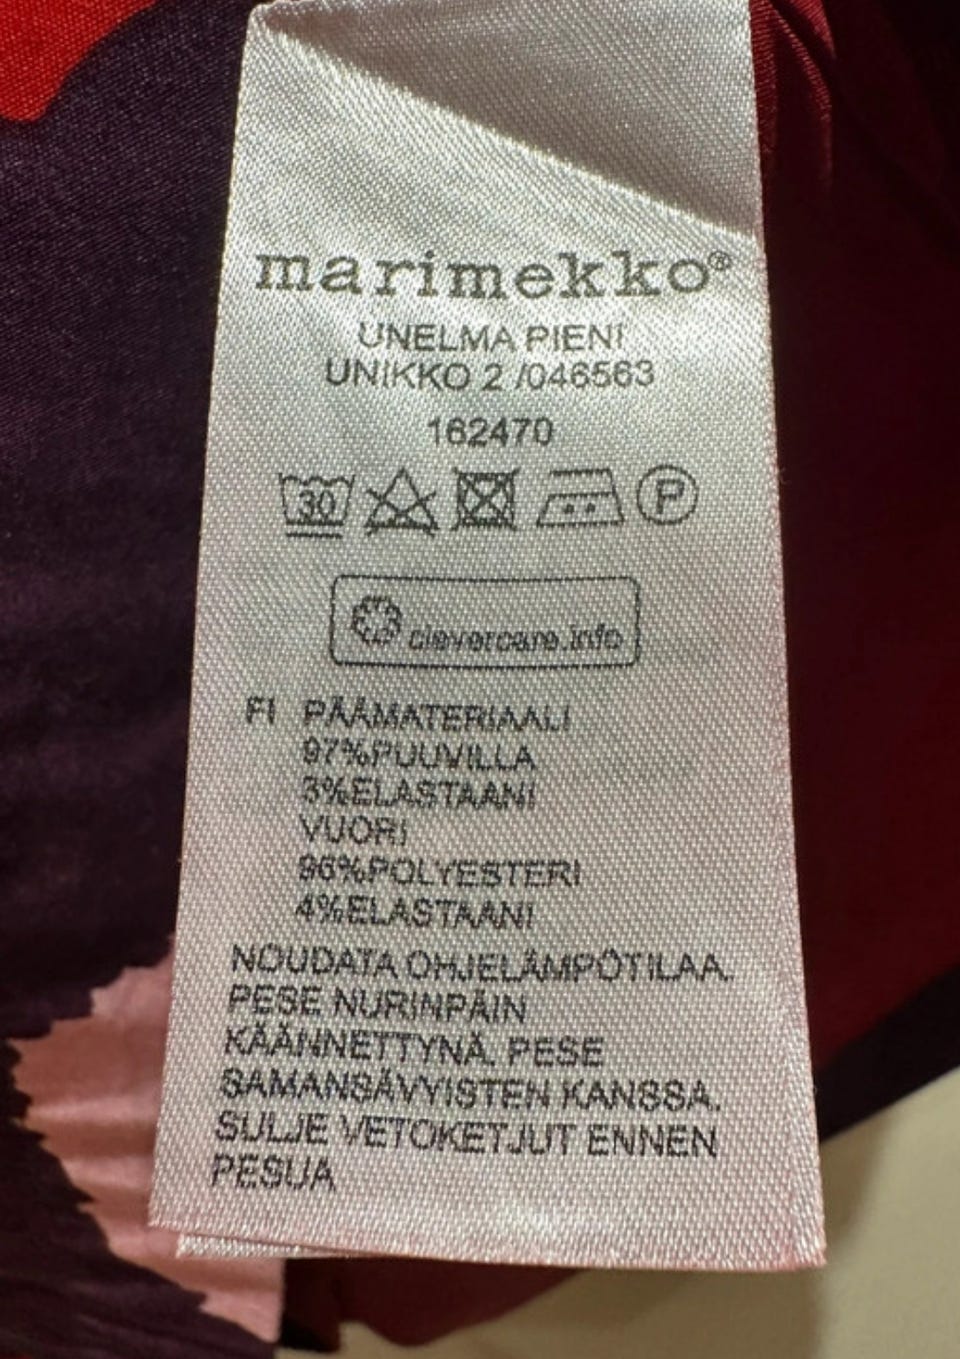 marimekko®
UNELMA PIENI
UNIKKO 2 /046563
162470
30 P
clevercare.info
FI PÄÄMATERIAALI
97%PUUVILLA
3%ELASTAANI
VUORI
96%POLYESTERI
4%ELASTAANI
NOUDATA OHJELÄMPÖTILAA.
PESE NURINPÄIN
KÄÄNNETTYNÄ. PESE
SAMANSÄVYISTEN KANSSA.
SULJE VETOKETJUT ENNEN
PESUA